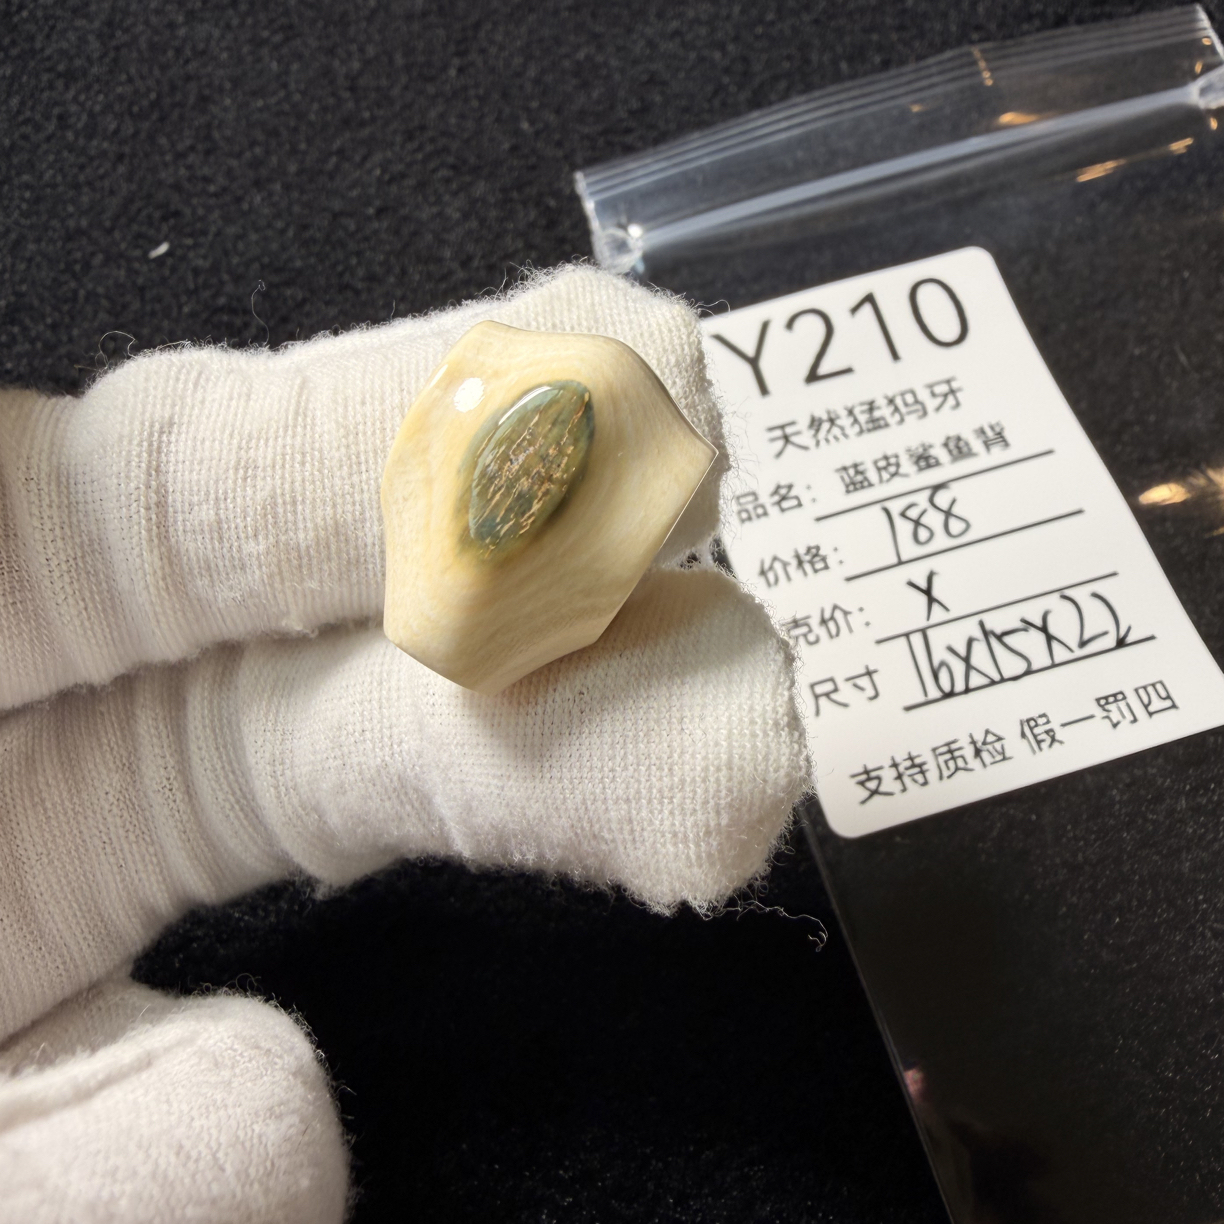 Y210
天然猛犸牙
品名：蓝皮鲨鱼背
价格：188
克价：X
尺寸
支持质检 假一罚四